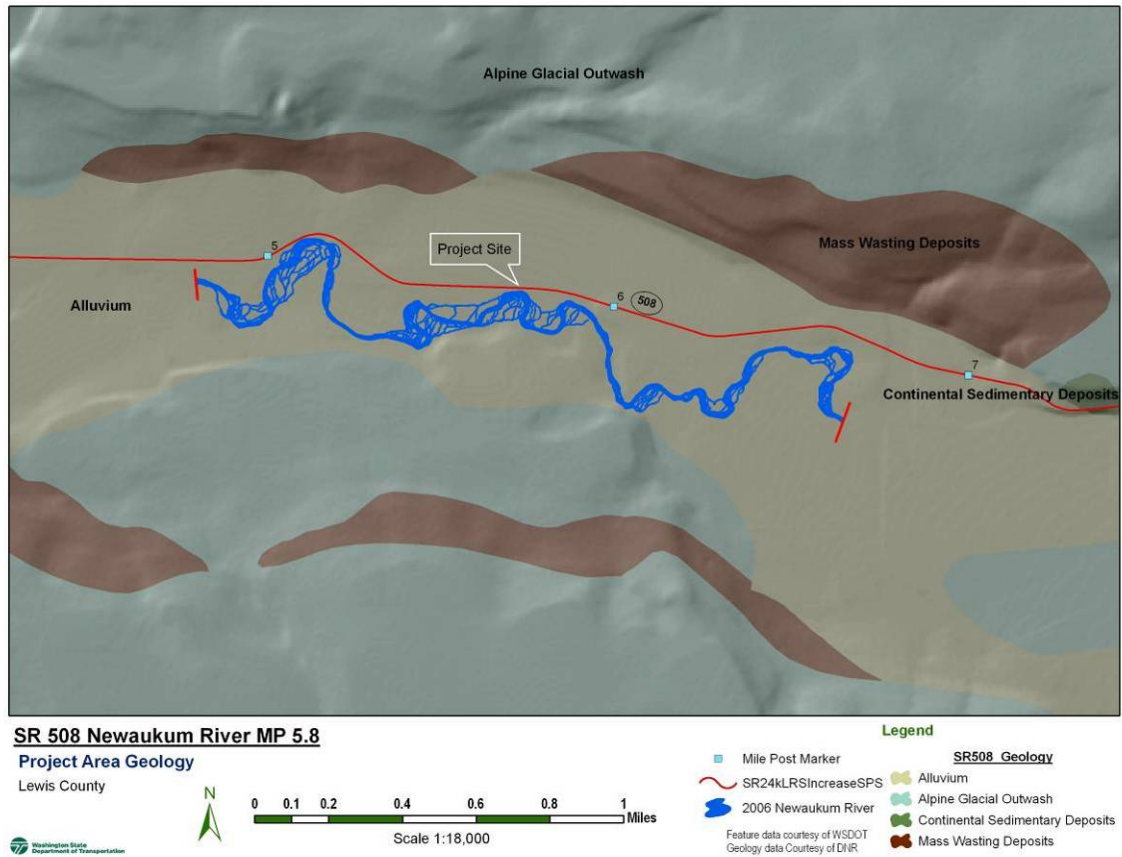 Alpine Glacial Outwash
Mass Wasting Deposits
5
Project Site
6
508
Alluvium
7
Continental Sedimentary Deposits
SR 508 Newaukum River MP 5.8
Project Area Geology
Lewis County
N
0 0.1 0.2 0.4 0.6 0.8 1
Miles
Scale 1:18,000
Washington State
Department of Transportation
Legend
Mile Post Marker
SR24kLRSIncreaseSPS
2006 Newaukum River
Feature data courtesy of WSDOT
Geology data Courtesy of DNR
SR508 Geology
Alluvium
Alpine Glacial Outwash
Continental Sedimentary Deposits
Mass Wasting Deposits